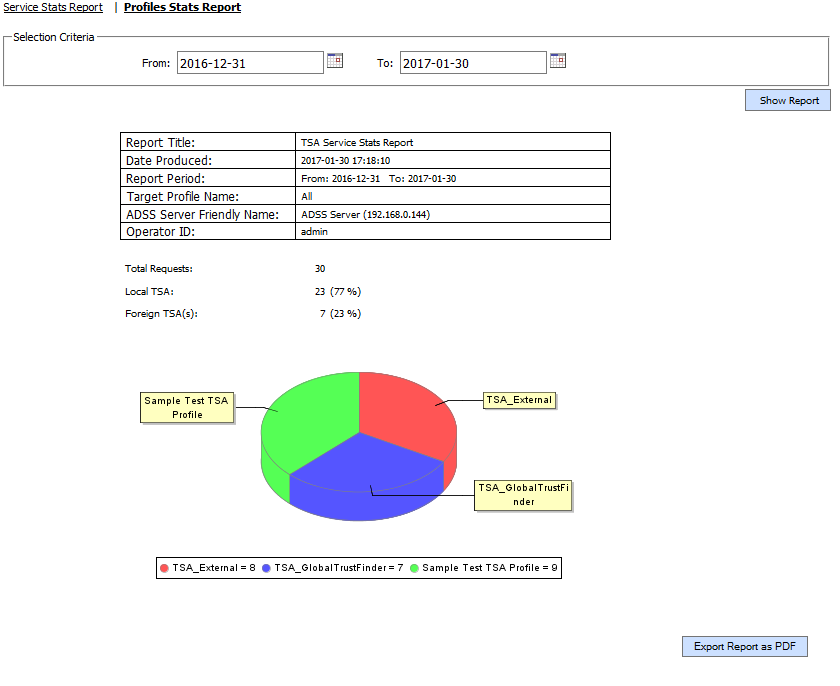 Service Stats Report | Profiles Stats Report
Selection Criteria
From: 2016-12-31 To: 2017-01-30
Show Report
Report Title: TSA Service Stats Report
Date Produced: 2017-01-30 17:18:10
Report Period: From: 2016-12-31 To: 2017-01-30
Target Profile Name: All
ADSS Server Friendly Name: ADSS Server (192.168.0.144)
Operator ID: admin
Total Requests: 30
Local TSA: 23 (77 %)
Foreign TSA(s): 7 (23 %)
Sample Test TSA
Profile
TSA_External
TSA_GlobalTrustFi
nder
TSA_External = 8 TSA_GlobalTrustFinder = 7 Sample Test TSA Profile = 9
Export Report as PDF